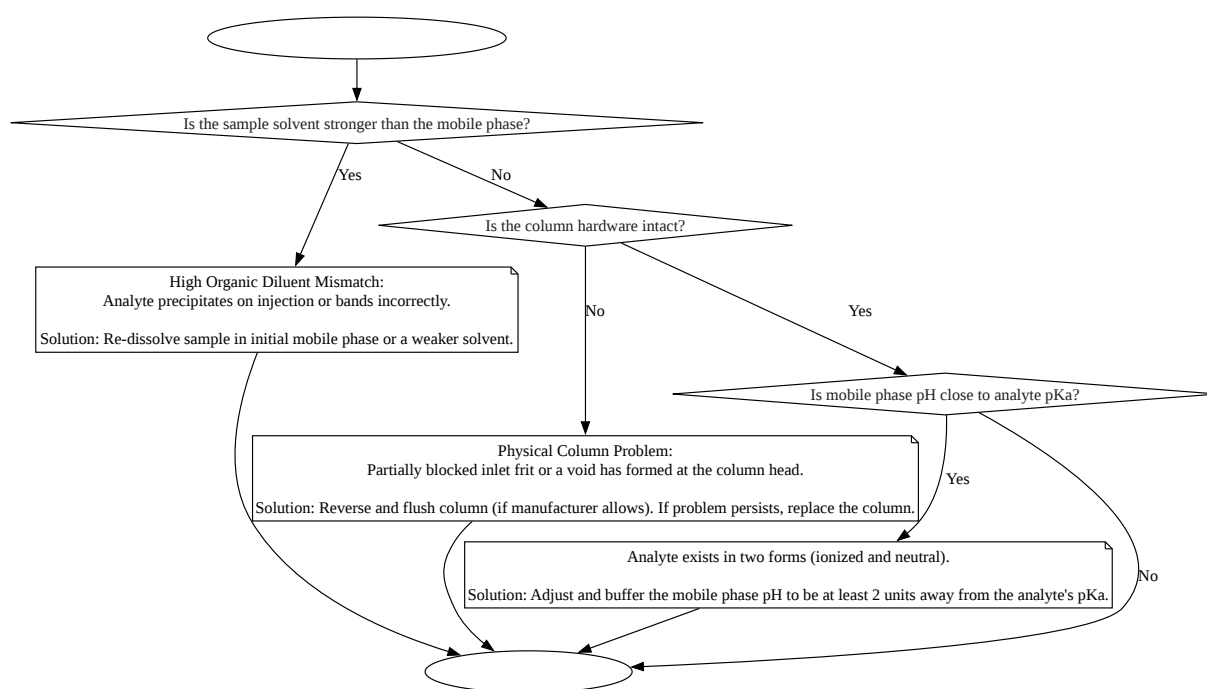 Is the sample solvent stronger than the mobile phase?
Yes
No
Is the column hardware intact?
High Organic Diluent Mismatch:
Analyte precipitates on injection or bands incorrectly.
Solution: Re-dissolve sample in initial mobile phase or a weaker solvent.
No
Yes
Is mobile phase pH close to analyte pKa?
Physical Column Problem:
Partially blocked inlet frit or a void has formed at the column head.
Solution: Reverse and flush column (if manufacturer allows). If problem persists, replace the column.
Yes
Analyte exists in two forms (ionized and neutral).
Solution: Adjust and buffer the mobile phase pH to be at least 2 units away from the analyte's pKa.
No